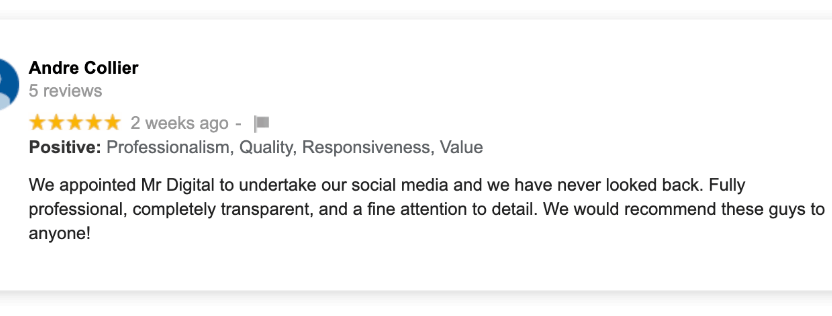 Andre Collier
5 reviews
2 weeks ago -
Positive: Professionalism, Quality, Responsiveness, Value
We appointed Mr Digital to undertake our social media and we have never looked back. Fully
professional, completely transparent, and a fine attention to detail. We would recommend these guys to
anyone!